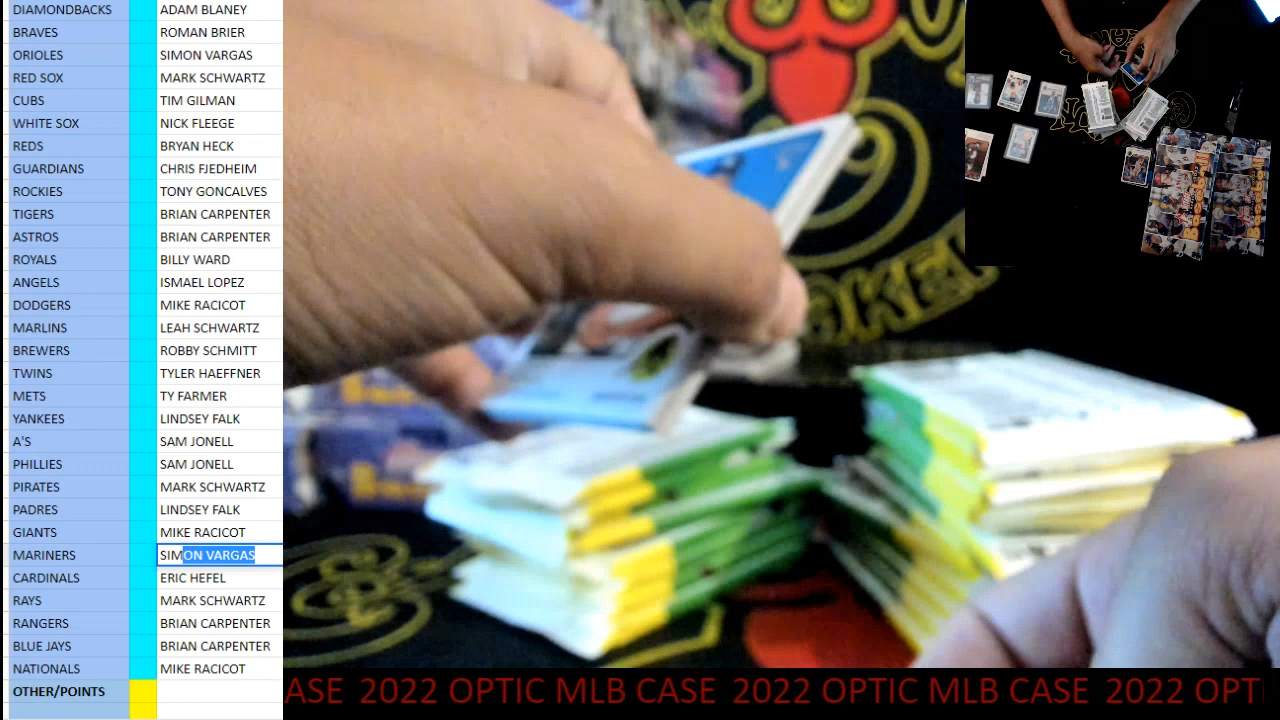 DIAMONDBACKS ADAM BLANEY
BRAVES ROMAN BRIER
ORIOLES SIMON VARGAS
RED SOX MARK SCHWARTZ
CUBS TIM GILMAN
WHITE SOX NICK FLEEGE
REDS BRYAN HECK
GUARDIANS CHRIS FJEDHEIM
ROCKIES TONY GONCALVES
TIGERS BRIAN CARPENTER
ASTROS BRIAN CARPENTER
ROYALS BILLY WARD
ANGELS ISMAEL LOPEZ
DODGERS MIKE RACICOT
MARLINS LEAH SCHWARTZ
BREWERS ROBBY SCHMITT
TWINS TYLER HAEFFNER
METS TY FARMER
YANKEES LINDSEY FALK
A'S SAM JONELL
PHILLIES SAM JONELL
PIRATES MARK SCHWARTZ
PADRES LINDSEY FALK
GIANTS MIKE RACICOT
MARINERS SIMON VARGAS
CARDINALS ERIC HEFEL
RAYS MARK SCHWARTZ
RANGERS BRIAN CARPENTER
BLUE JAYS BRIAN CARPENTER
NATIONALS MIKE RACICOT
OTHER/POINTS
Baseball
ASE 2022 OPTIC MLB CASE 2022 OPTIC MLB CASE 2022 OPT